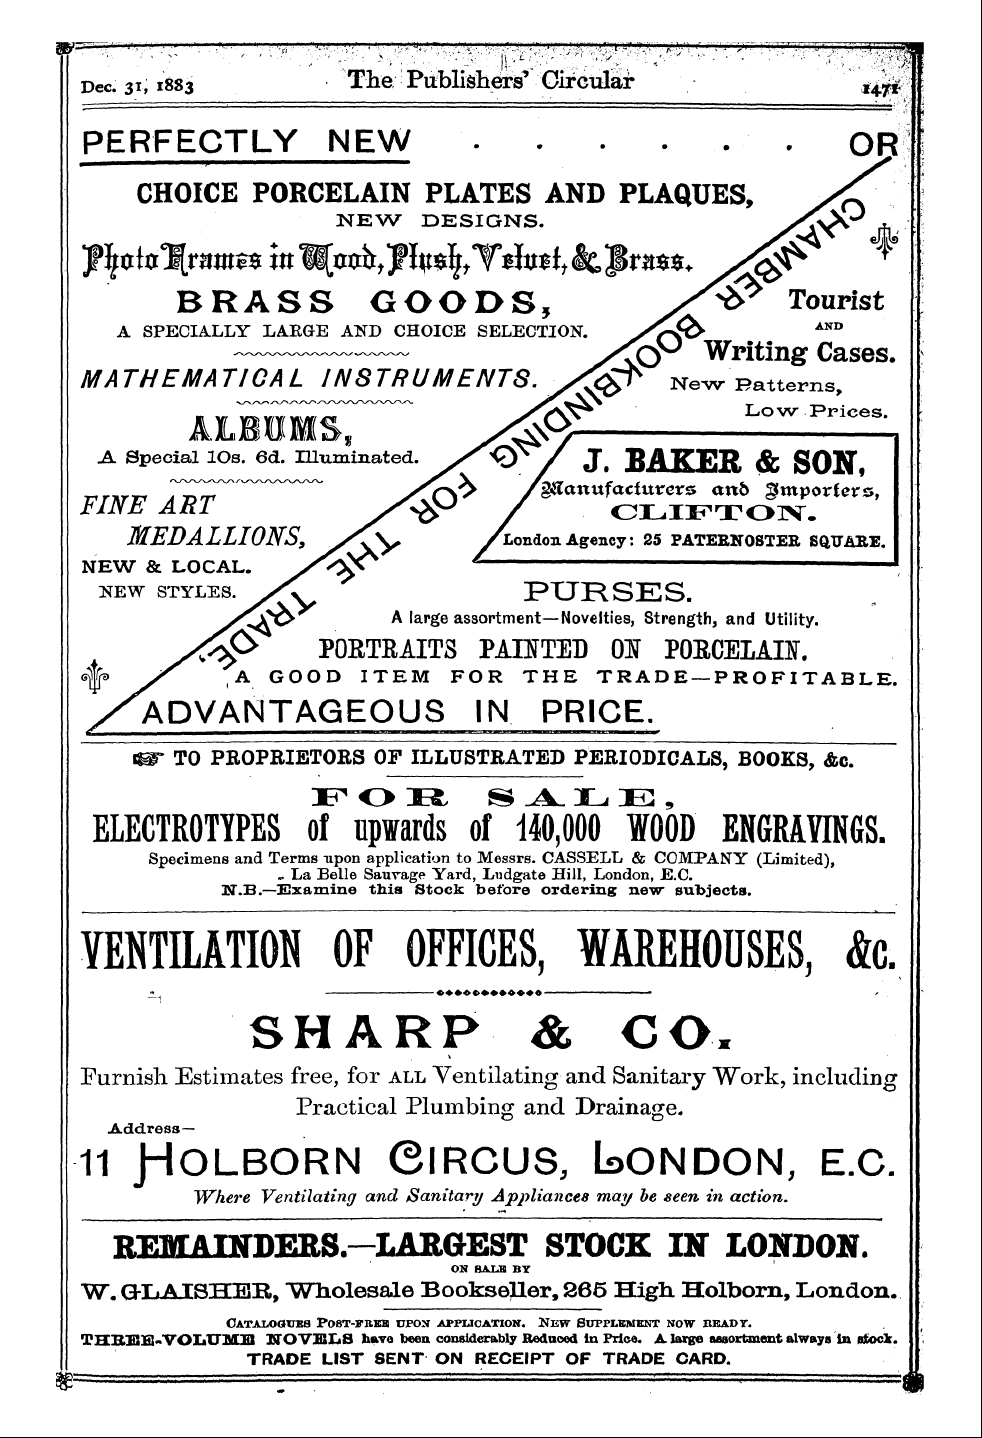 Dec. 31, 1883 The Publishers' Circular 1471
PERFECTLY NEW . . . . . . OR
CHOICE PORCELAIN PLATES AND PLAQUES,
NEW DESIGNS.
Photo Frames in Wood, Plush, Velvet, & Brass.
BRASS GOODS,
A SPECIALLY LARGE AND CHOICE SELECTION.
MATHEMATICAL INSTRUMENTS.
ALBUMS,
A Special 10s. 6d. Illuminated.
FINE ART
MEDALLIONS,
NEW & LOCAL.
NEW STYLES.
CHAMBER BOOKBINDING FOR THE TRADE,
Tourist
AND
Writing Cases.
New Patterns,
Low Prices.
J. BAKER & SON,
Manufacturers and Importers,
CLIFTON.
London Agency: 25 PATERNOSTER SQUARE.
PURSES.
A large assortment—Novelties, Strength, and Utility.
PORTRAITS PAINTED ON PORCELAIN.
A GOOD ITEM FOR THE TRADE—PROFITABLE.
ADVANTAGEOUS IN PRICE.
☞ TO PROPRIETORS OF ILLUSTRATED PERIODICALS, BOOKS, &c.
FOR SALE,
ELECTROTYPES of upwards of 140,000 WOOD ENGRAVINGS.
Specimens and Terms upon application to Messrs. CASSELL & COMPANY (Limited),
La Belle Sauvage Yard, Ludgate Hill, London, E.C.
N.B.—Examine this Stock before ordering new subjects.
VENTILATION OF OFFICES, WAREHOUSES, &c.
SHARP & CO.
Furnish Estimates free, for ALL Ventilating and Sanitary Work, including
Practical Plumbing and Drainage.
Address—
11 HOLBORN CIRCUS, LONDON, E.C.
Where Ventilating and Sanitary Appliances may be seen in action.
REMAINDERS.—LARGEST STOCK IN LONDON.
ON SALE BY
W. GLAISHER, Wholesale Bookseller, 265 High Holborn, London.
CATALOGUES POST-FREE UPON APPLICATION. NEW SUPPLEMENT NOW READY.
THREE-VOLUME NOVELS have been considerably Reduced in Price. A large assortment always in stock.
TRADE LIST SENT ON RECEIPT OF TRADE CARD.